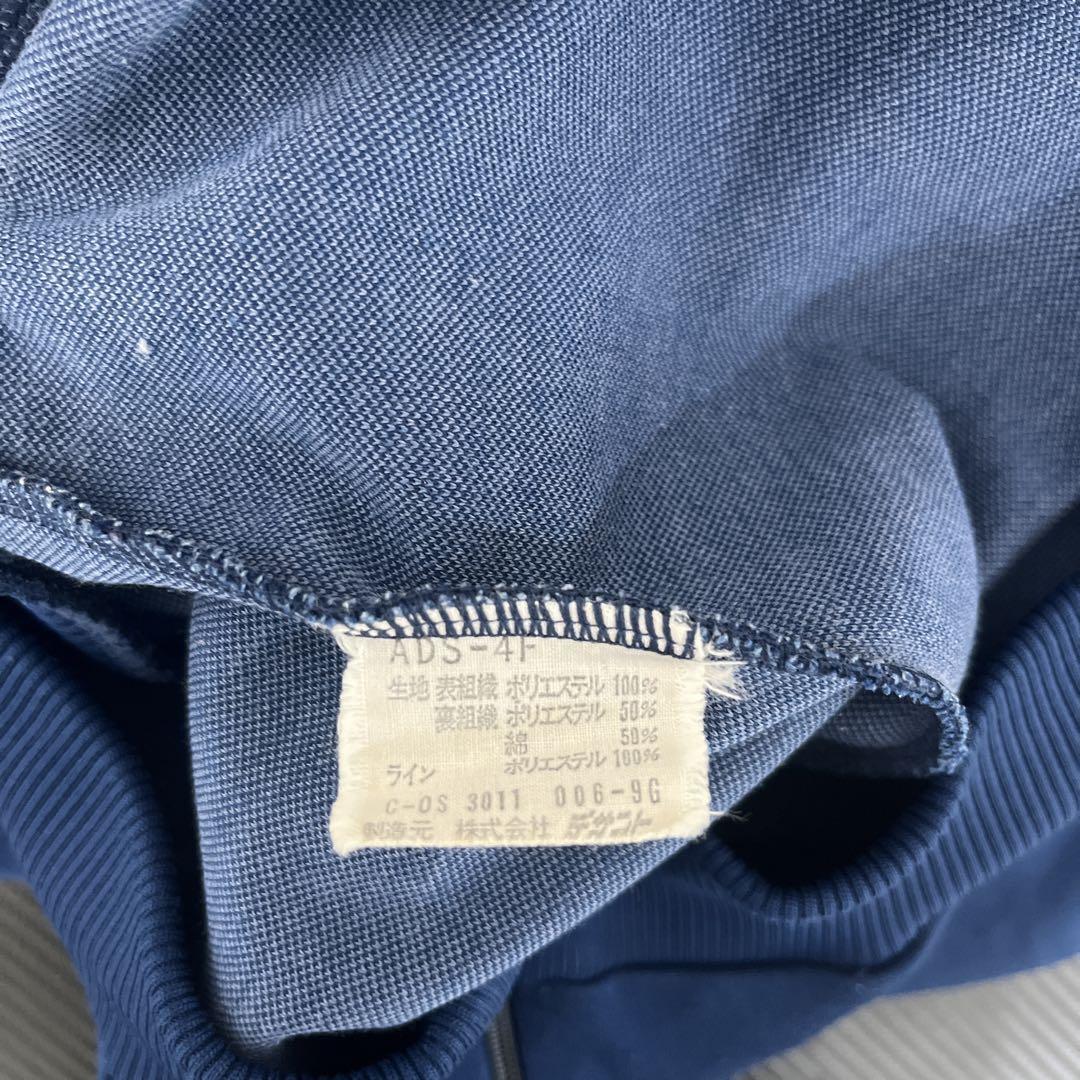 ADS-4F
生地 表組織 ポリエステル 100%
裏組織 ポリエステル 50%
綿 50%
ライン ポリエステル 100%
C-OS 3011 006-9G
製造元 株式会社 デサント